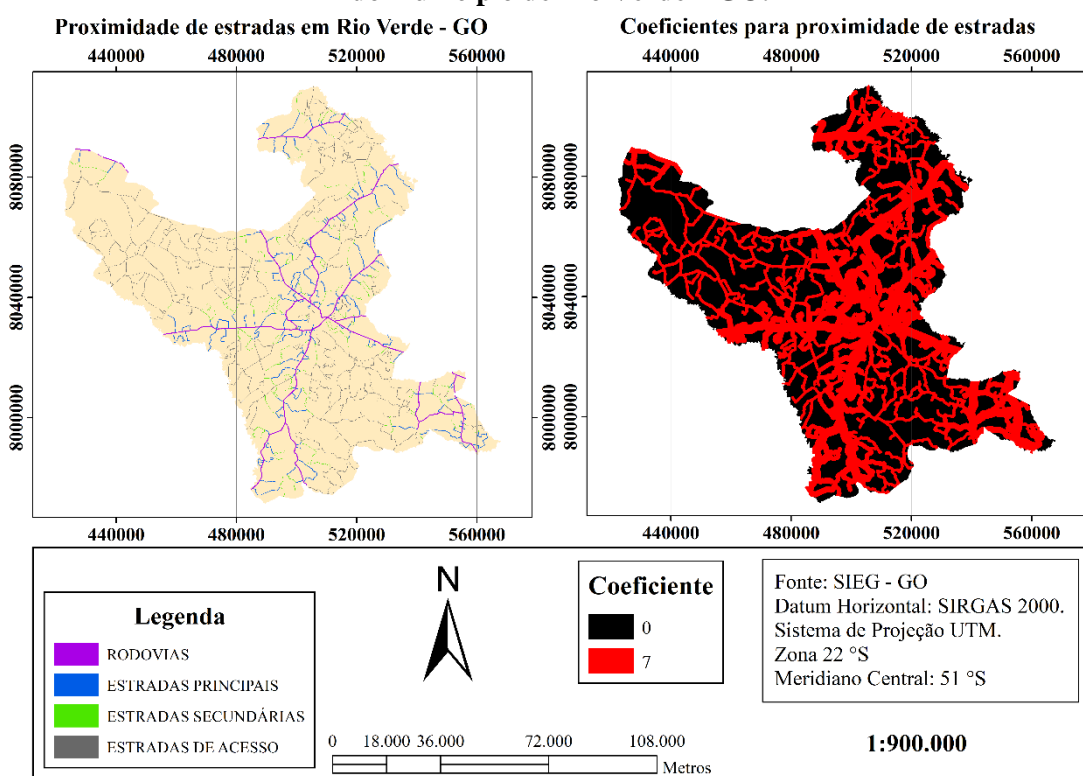 Proximidade de estradas em Rio Verde - GO
Coeficientes para proximidade de estradas
440000 480000 520000 560000
440000 480000 520000 560000
8080000
8040000
8000000
8080000
8040000
8000000
8080000
8040000
8000000
440000 480000 520000 560000
440000 480000 520000 560000
Legenda
RODOVIAS
ESTRADAS PRINCIPAIS
ESTRADAS SECUNDÁRIAS
ESTRADAS DE ACESSO
N
0 18.000 36.000 72.000 108.000
Metros
Coeficiente
0
7
Fonte: SIEG - GO
Datum Horizontal: SIRGAS 2000.
Sistema de Projeção UTM.
Zona 22 °S
Meridiano Central: 51 °S
1:900.000